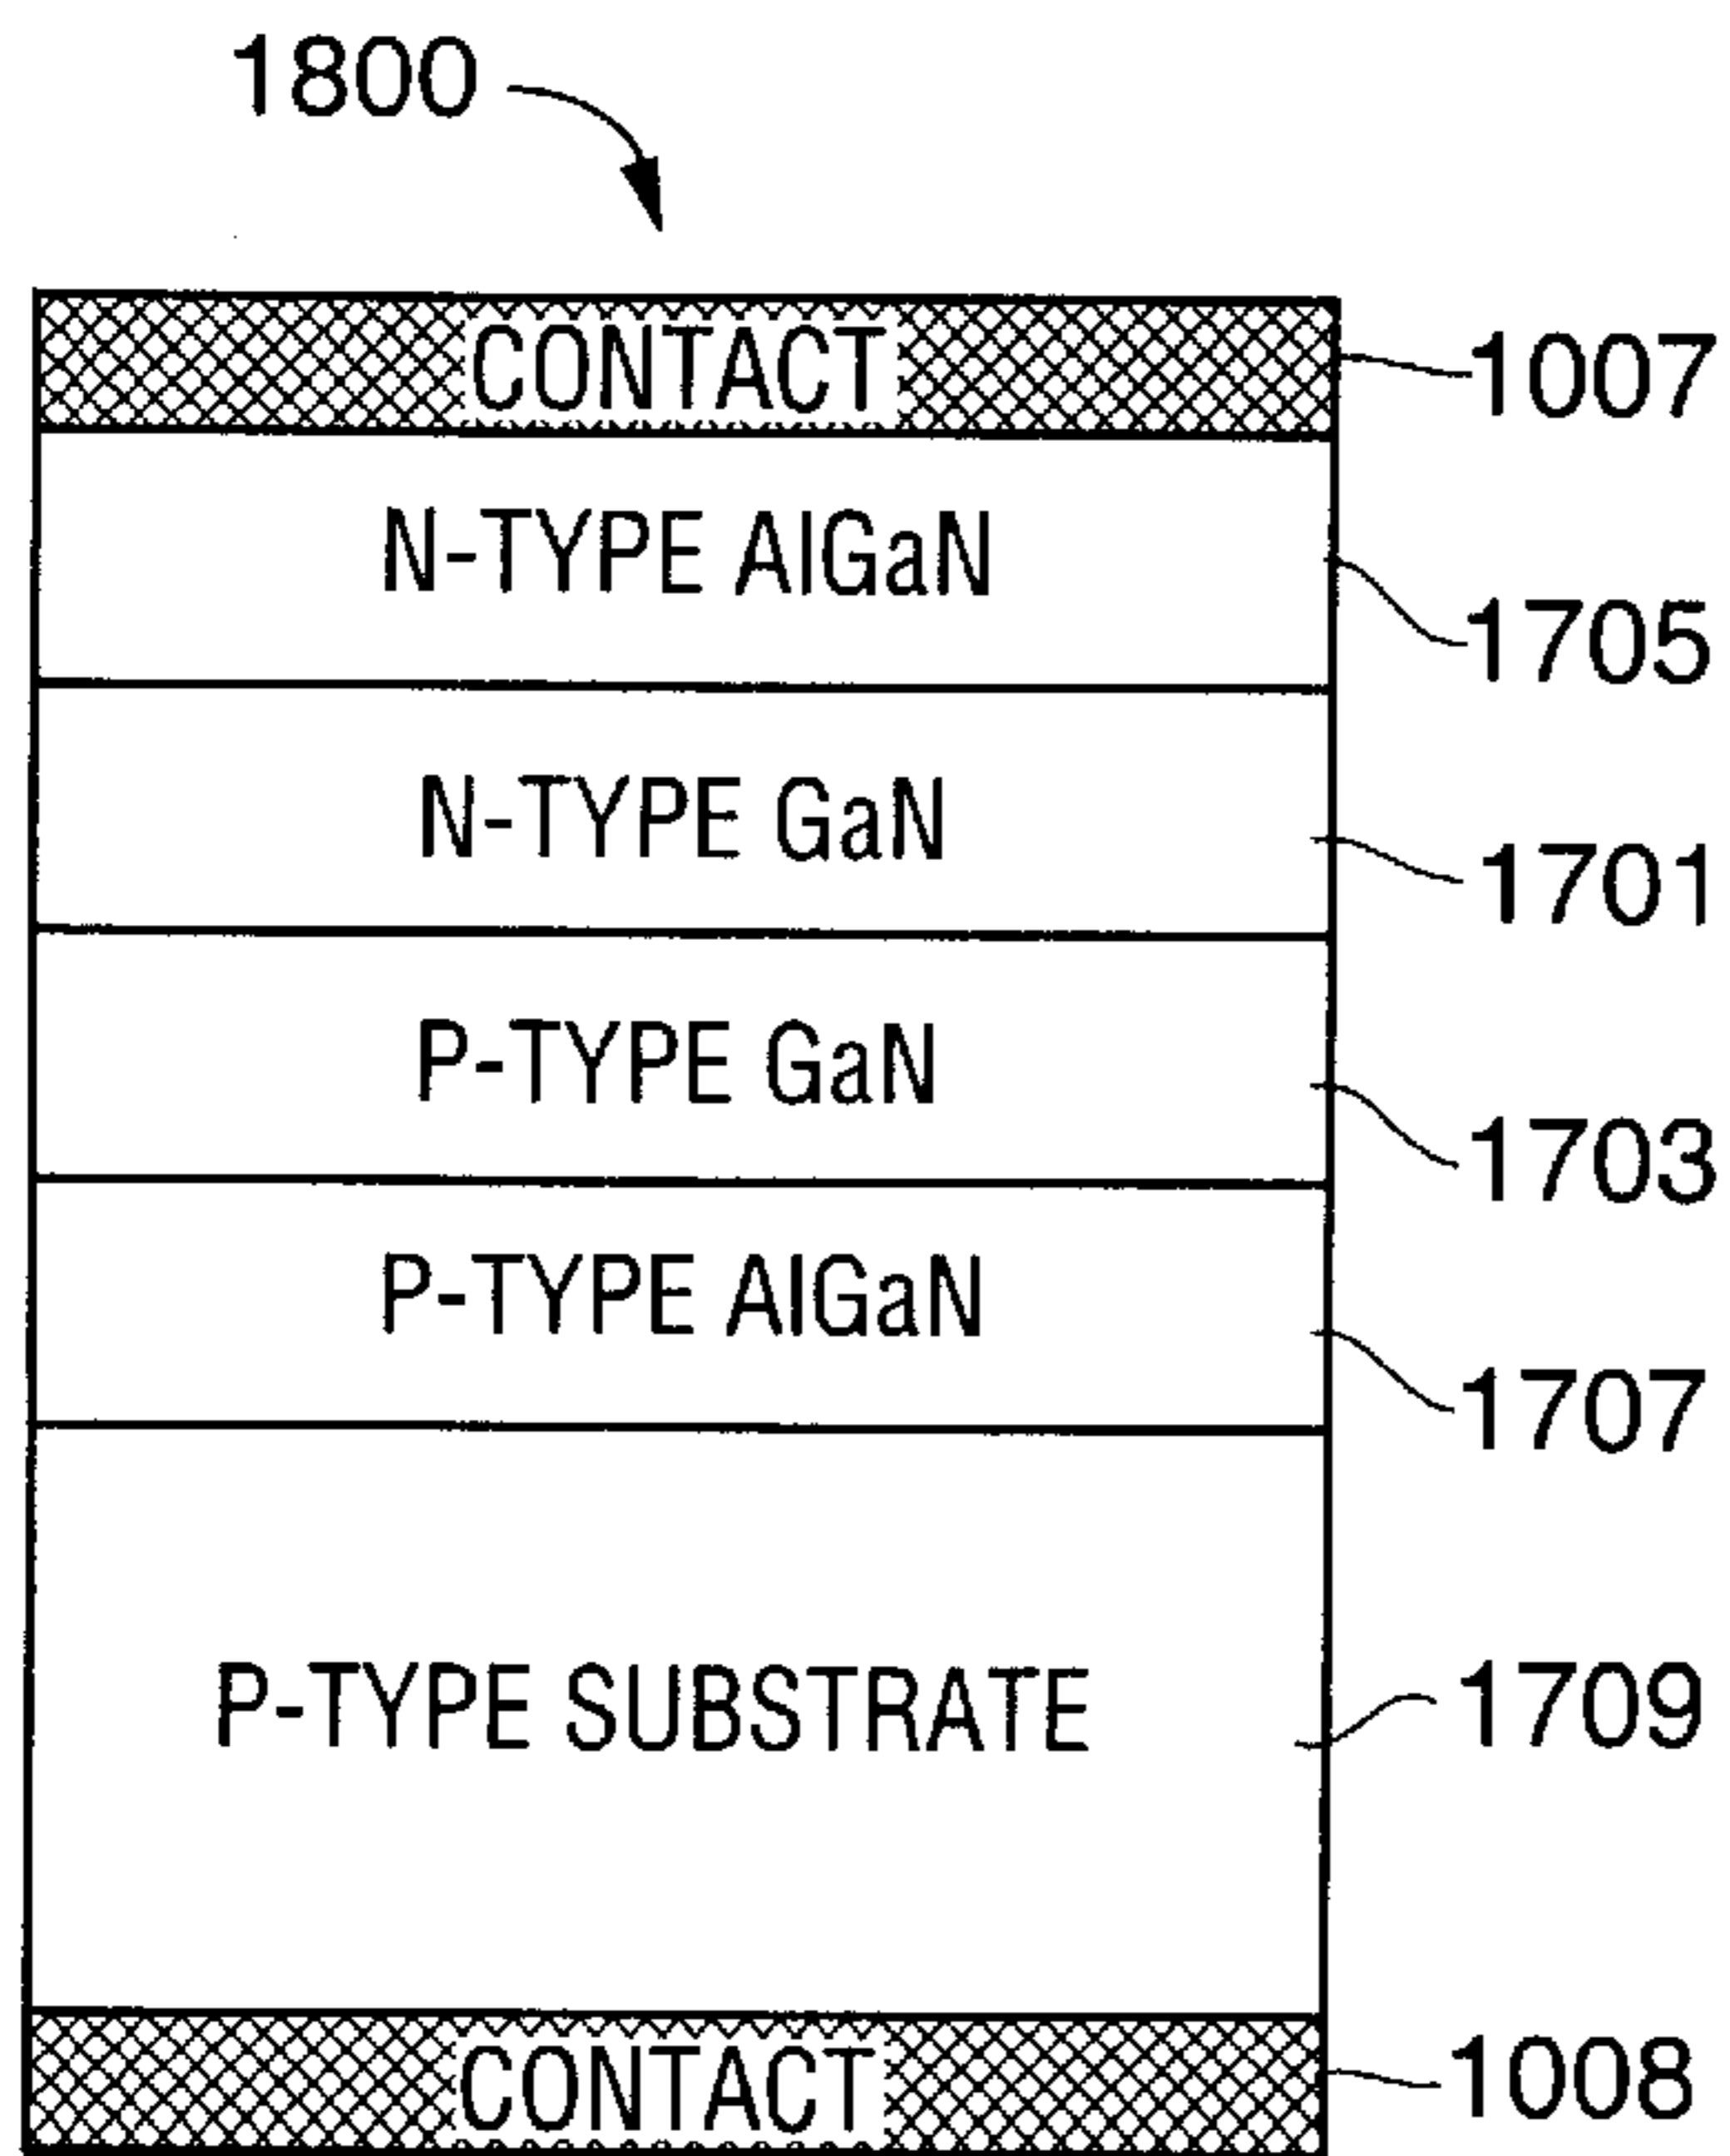 1800
CONTACT 1007
N-TYPE AlGaN 1705
N-TYPE GaN 1701
P-TYPE GaN 1703
P-TYPE AlGaN 1707
P-TYPE SUBSTRATE 1709
CONTACT 1008